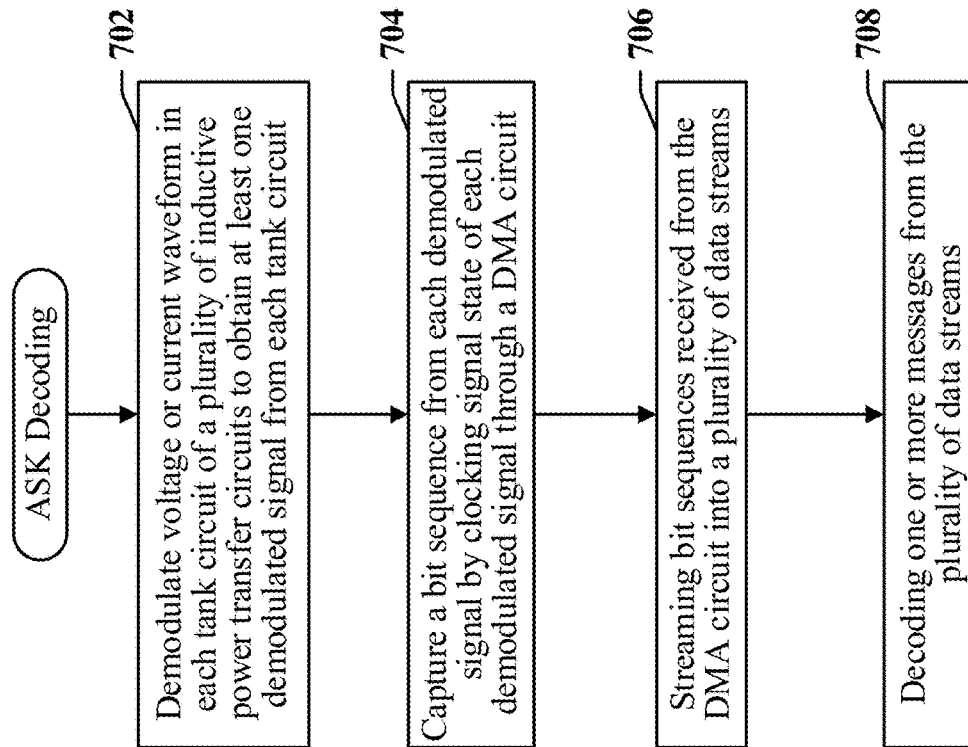 ASK Decoding
702
Demodulate voltage or current waveform in
each tank circuit of a plurality of inductive
power transfer circuits to obtain at least one
demodulated signal from each tank circuit
704
Capture a bit sequence from each demodulated
signal by clocking signal state of each
demodulated signal through a DMA circuit
706
Streaming bit sequences received from the
DMA circuit into a plurality of data streams
708
Decoding one or more messages from the
plurality of data streams